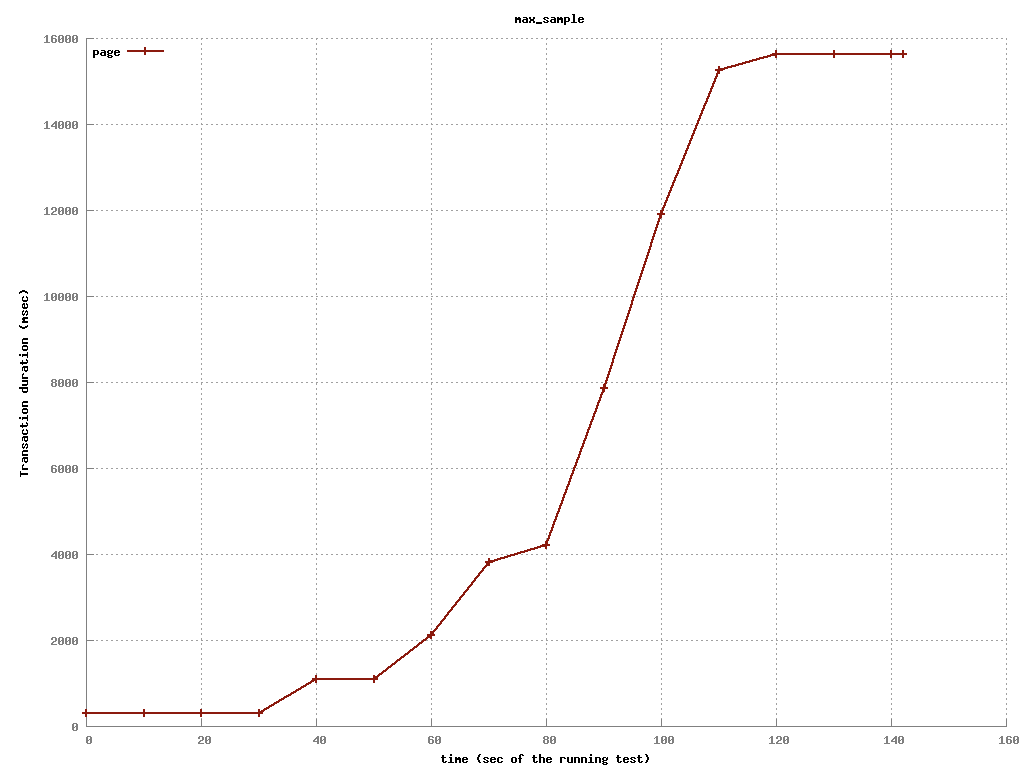 max_sample
16000
page
14000
12000
10000
8000
6000
4000
2000
0
Transaction duration (msec)
0 20 40 60 80 100 120 140 160
time (sec of the running test)